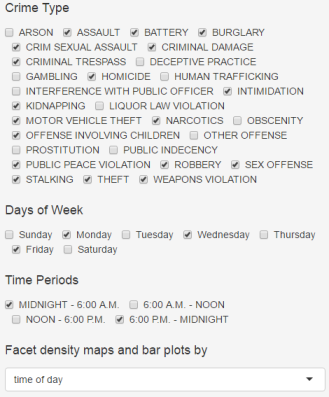 Crime Type
ARSON ASSAULT BATTERY BURGLARY
CRIM SEXUAL ASSAULT CRIMINAL DAMAGE
CRIMINAL TRESPASS DECEPTIVE PRACTICE
GAMBLING HOMICIDE HUMAN TRAFFICKING
INTERFERENCE WITH PUBLIC OFFICER INTIMIDATION
KIDNAPPING LIQUOR LAW VIOLATION
MOTOR VEHICLE THEFT NARCOTICS OBSCENITY
OFFENSE INVOLVING CHILDREN OTHER OFFENSE
PROSTITUTION PUBLIC INDECENCY
PUBLIC PEACE VIOLATION ROBBERY SEX OFFENSE
STALKING THEFT WEAPONS VIOLATION
Days of Week
Sunday Monday Tuesday Wednesday Thursday
Friday Saturday
Time Periods
MIDNIGHT - 6:00 A.M. 6:00 A.M. - NOON
NOON - 6:00 P.M. 6:00 P.M. - MIDNIGHT
Facet density maps and bar plots by
time of day